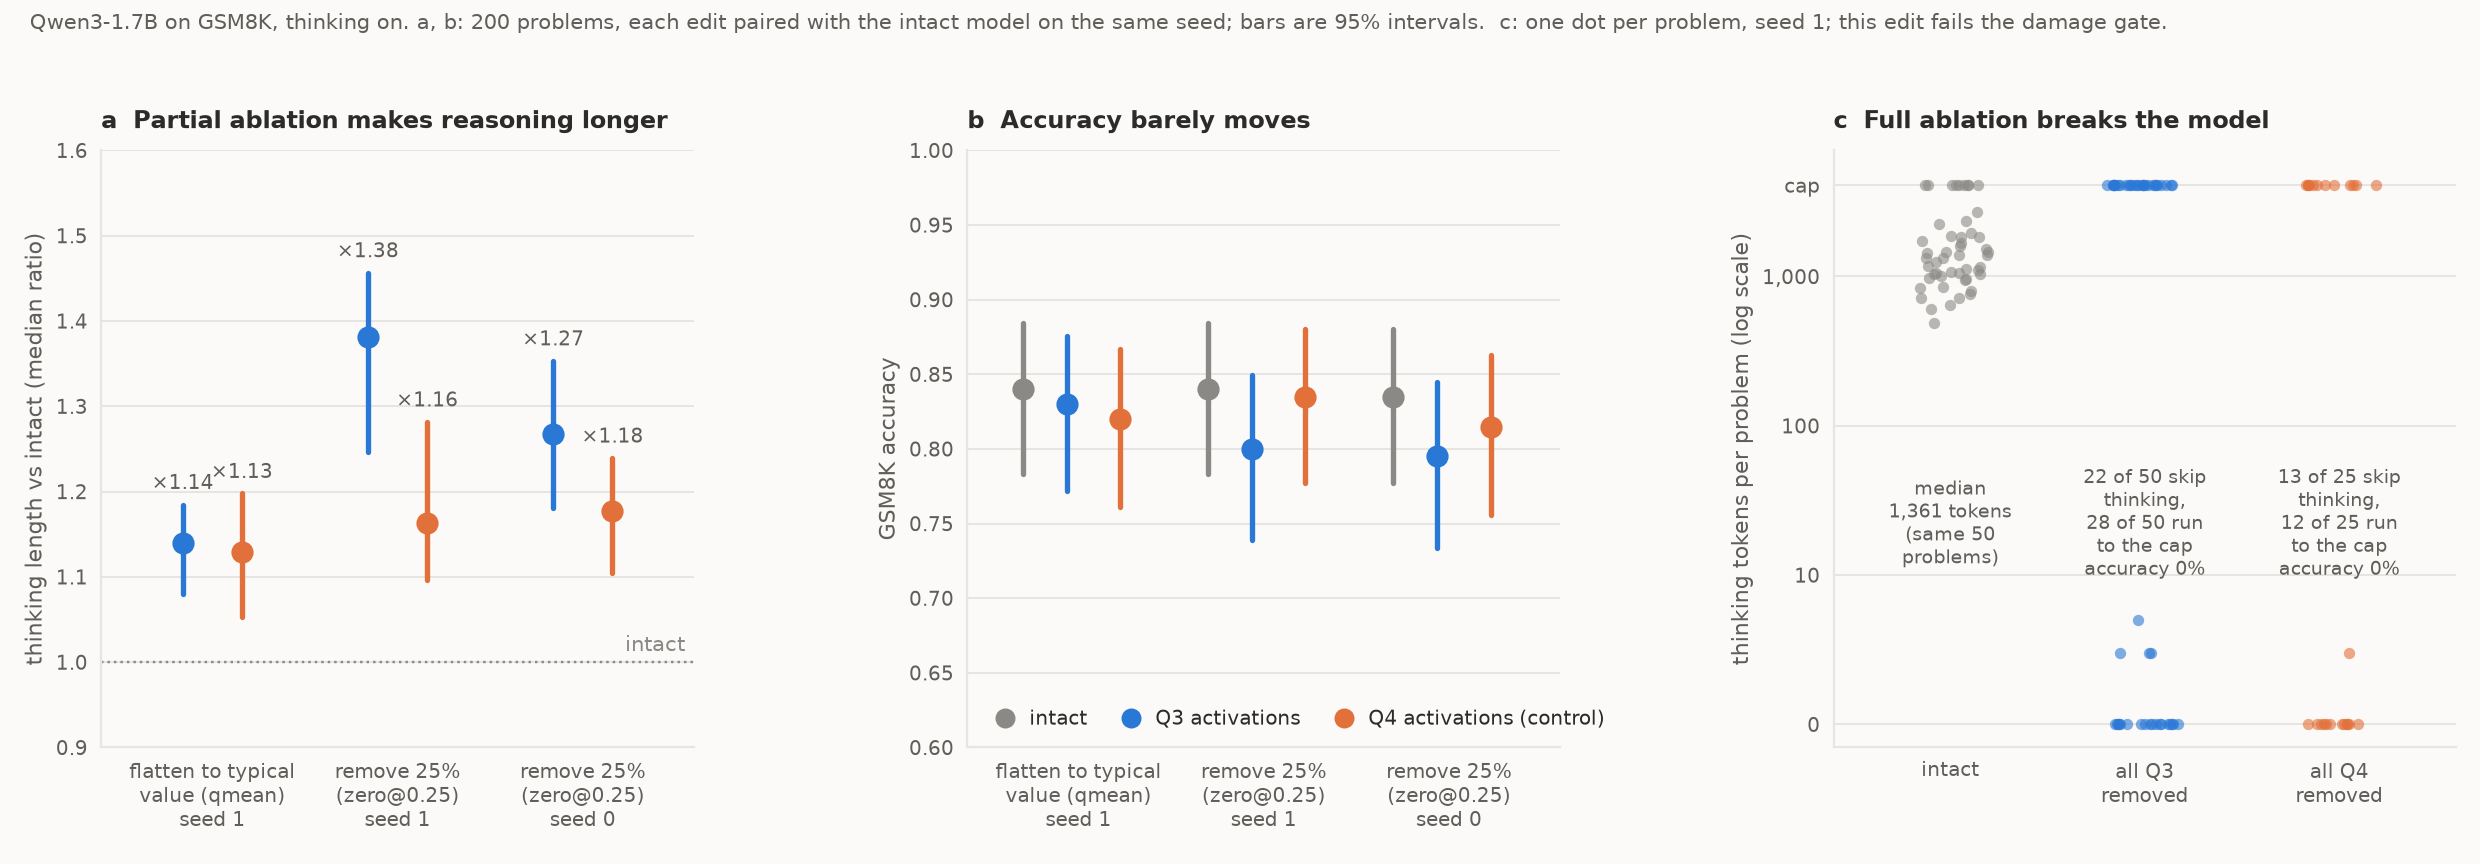 Qwen3-1.7B on GSM8K, thinking on. a, b: 200 problems, each edit paired with the intact model on the same seed; bars are 95% intervals.  c: one dot per problem, seed 1; this edit fails the damage gate.
a  Partial ablation makes reasoning longer
thinking length vs intact (median ratio)
1.6
1.5
1.4
1.3
1.2
1.1
1.0
0.9
×1.14
×1.13
×1.38
×1.16
×1.27
×1.18
intact
flatten to typical
value (qmean)
seed 1
remove 25%
(zero@0.25)
seed 1
remove 25%
(zero@0.25)
seed 0
b  Accuracy barely moves
GSM8K accuracy
1.00
0.95
0.90
0.85
0.80
0.75
0.70
0.65
0.60
intact
Q3 activations
Q4 activations (control)
flatten to typical
value (qmean)
seed 1
remove 25%
(zero@0.25)
seed 1
remove 25%
(zero@0.25)
seed 0
c  Full ablation breaks the model
thinking tokens per problem (log scale)
cap
1,000
100
10
0
median
1,361 tokens
(same 50
problems)
22 of 50 skip
thinking,
28 of 50 run
to the cap
accuracy 0%
13 of 25 skip
thinking,
12 of 25 run
to the cap
accuracy 0%
intact
all Q3
removed
all Q4
removed